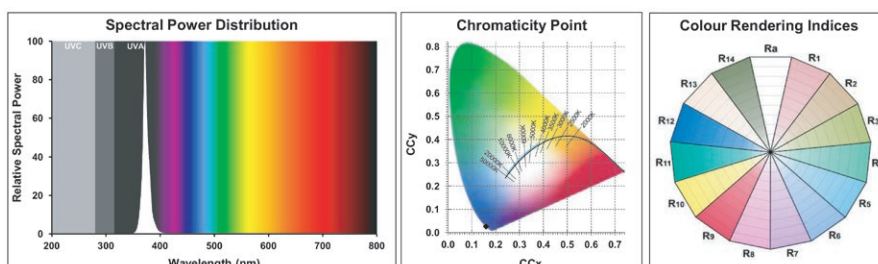 Spectral Power Distribution
Relative Spectral Power
100
80
60
40
20
0
UVC
UVB
UVA
200
300
400
500
600
700
800
Wavelength (nm)
Chromaticity Point
CCy
0.8
0.7
0.6
0.5
0.4
0.3
0.2
0.1
0.0
0.0
0.1
0.2
0.3
0.4
0.5
0.6
0.7
2000K
CCx
Colour Rendering Indices
Ra
R1
R2
R3
R
R5
R6
R7
R8
R9
R10
R11
R12
R13
R14